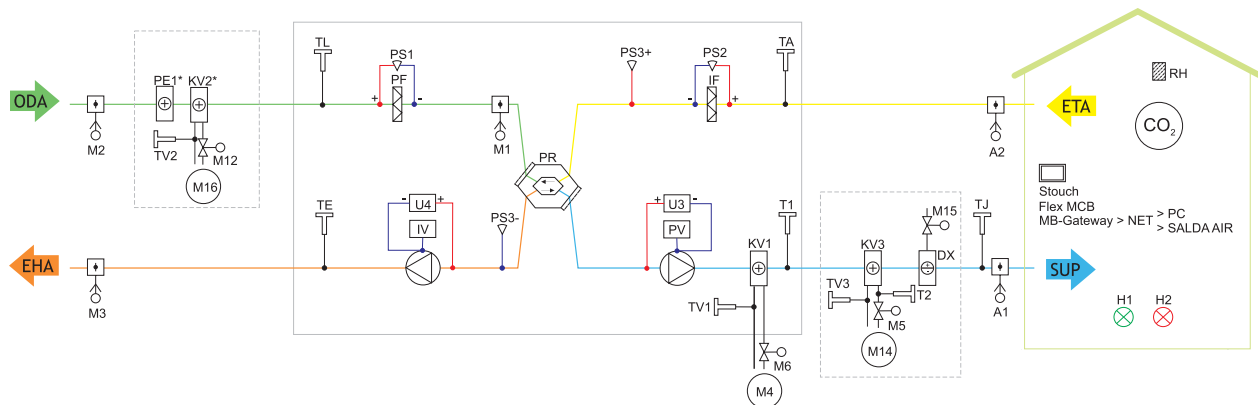 TL
PS1
PS3+
PS2
TA
RH
PE1*
KV2*
PF
IF
+
-
-
+
ODA
ETA
M2
TV2
M12
M1
A2
CO2
M16
PR
Stouch
Flex MCB
MB-Gateway > NET > PC
> SALDA AIR
TE
-
U4
+
PS3-
+
U3
-
T1
M15
TJ
IV
PV
KV1
KV3
DX
EHA
SUP
M3
TV1
TV3
T2
A1
M5
H1
H2
M14
M6
M4